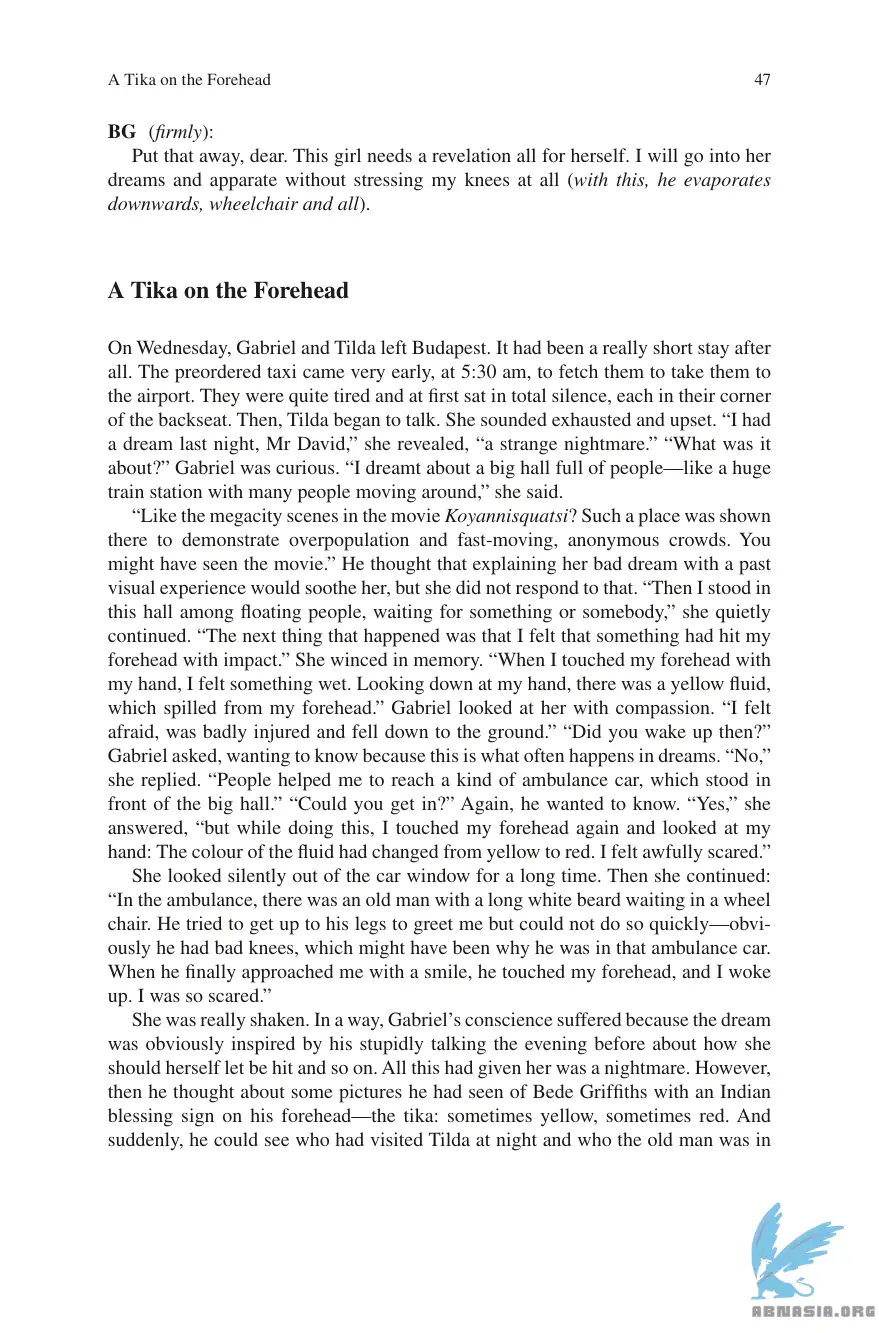 A Tika on the Forehead 47
BG (firmly):
Put that away, dear. This girl needs a revelation all for herself. I will go into her
dreams and apparate without stressing my knees at all (with this, he evaporates
downwards, wheelchair and all).
A Tika on the Forehead
On Wednesday, Gabriel and Tilda left Budapest. It had been a really short stay after
all. The preordered taxi came very early, at 5:30 am, to fetch them to take them to
the airport. They were quite tired and at first sat in total silence, each in their corner
of the backseat. Then, Tilda began to talk. She sounded exhausted and upset. “I had
a dream last night, Mr David,” she revealed, “a strange nightmare.” “What was it
about?” Gabriel was curious. “I dreamt about a big hall full of people—like a huge
train station with many people moving around,” she said.
“Like the megacity scenes in the movie Koyannisquatsi? Such a place was shown
there to demonstrate overpopulation and fast-moving, anonymous crowds. You
might have seen the movie.” He thought that explaining her bad dream with a past
visual experience would soothe her, but she did not respond to that. “Then I stood in
this hall among floating people, waiting for something or somebody,” she quietly
continued. “The next thing that happened was that I felt that something had hit my
forehead with impact.” She winced in memory. “When I touched my forehead with
my hand, I felt something wet. Looking down at my hand, there was a yellow fluid,
which spilled from my forehead.” Gabriel looked at her with compassion. “I felt
afraid, was badly injured and fell down to the ground.” “Did you wake up then?”
Gabriel asked, wanting to know because this is what often happens in dreams. “No,”
she replied. “People helped me to reach a kind of ambulance car, which stood in
front of the big hall.” “Could you get in?” Again, he wanted to know. “Yes,” she
answered, “but while doing this, I touched my forehead again and looked at my
hand: The colour of the fluid had changed from yellow to red. I felt awfully scared.”
She looked silently out of the car window for a long time. Then she continued:
“In the ambulance, there was an old man with a long white beard waiting in a wheel
chair. He tried to get up to his legs to greet me but could not do so quickly—obvi-
ously he had bad knees, which might have been why he was in that ambulance car.
When he finally approached me with a smile, he touched my forehead, and I woke
up. I was so scared.”
She was really shaken. In a way, Gabriel’s conscience suffered because the dream
was obviously inspired by his stupidly talking the evening before about how she
should herself let be hit and so on. All this had given her was a nightmare. However,
then he thought about some pictures he had seen of Bede Griffiths with an Indian
blessing sign on his forehead—the tika: sometimes yellow, sometimes red. And
suddenly, he could see who had visited Tilda at night and who the old man was in
ABNASIA.ORG